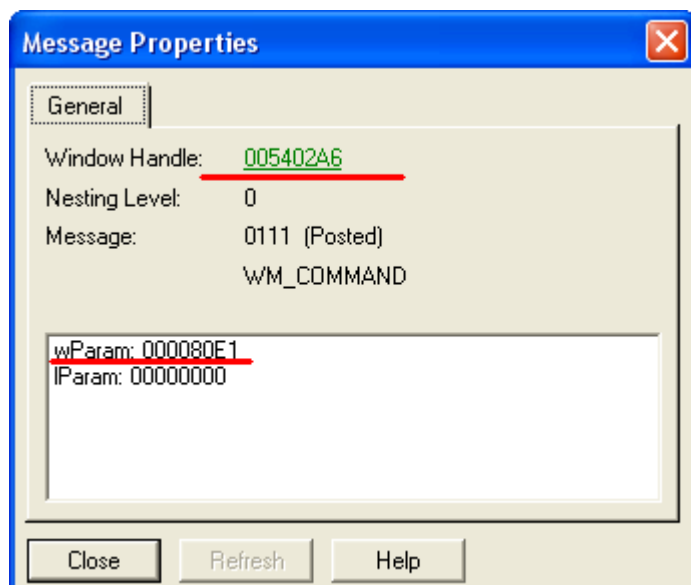 Message Properties
General
Window Handle: 005402A6
Nesting Level: 0
Message: 0111 (Posted)
WM_COMMAND
wParam: 000080E1
lParam: 00000000
Close Refresh Help